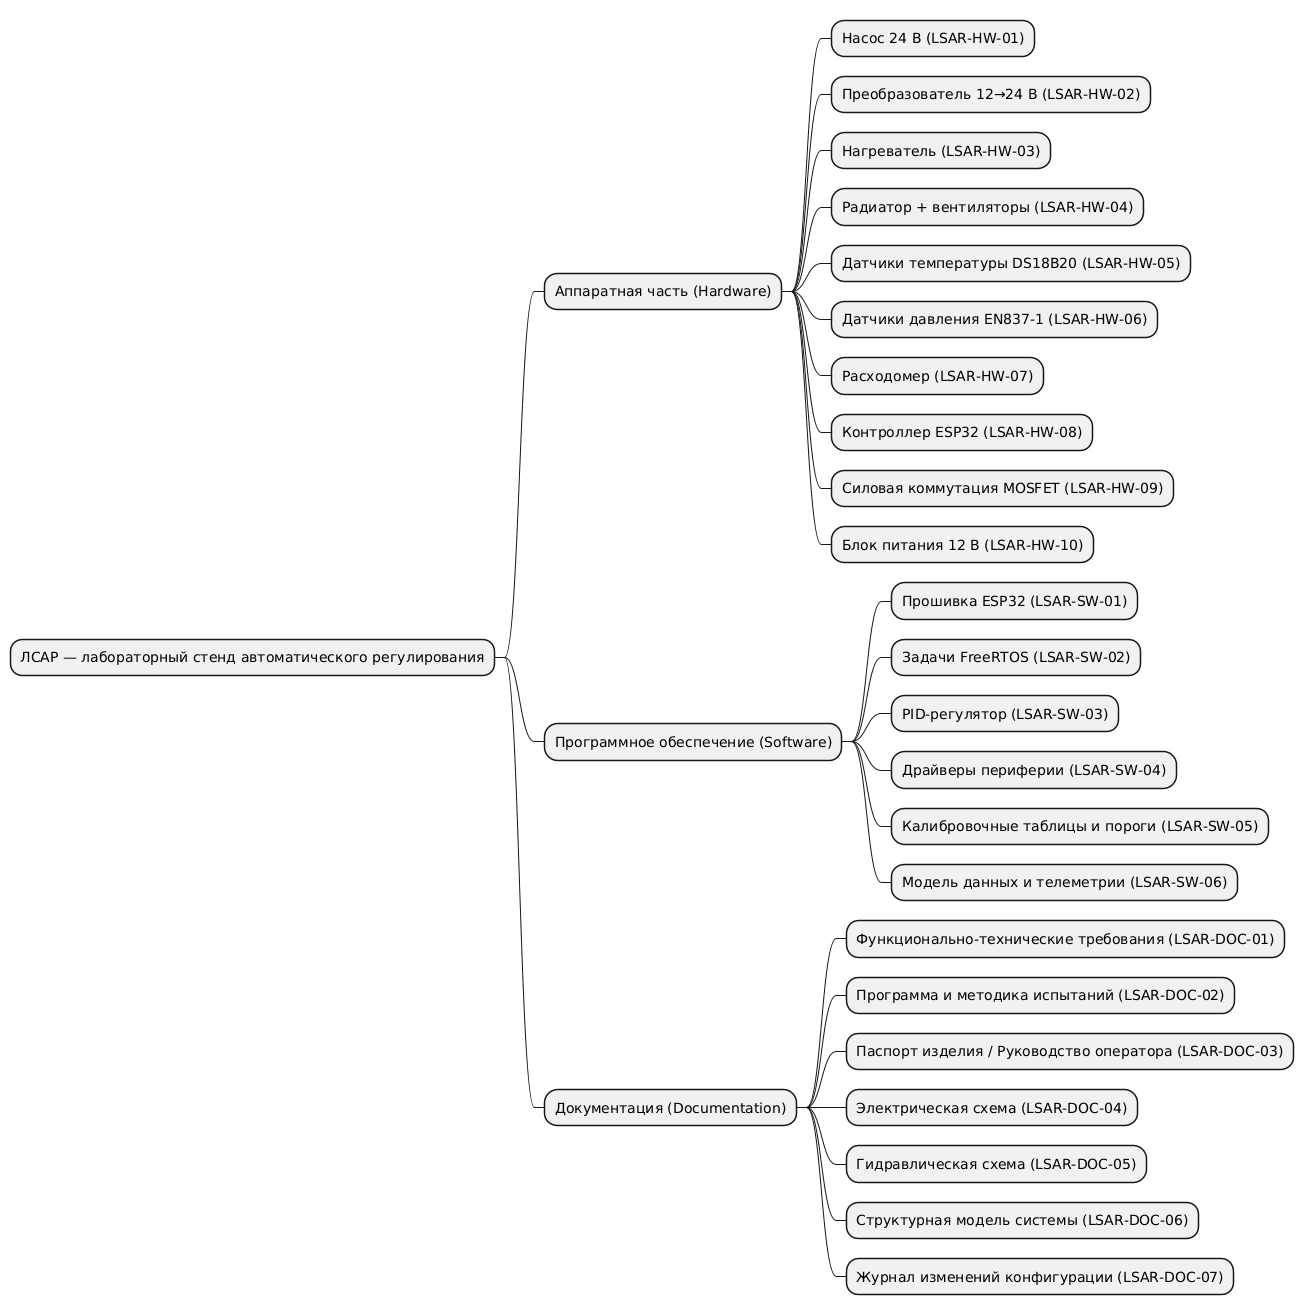 ЛСАР — лабораторный стенд автоматического регулирования
Аппаратная часть (Hardware)
Насос 24 В (LSAR-HW-01)
Преобразователь 12→24 В (LSAR-HW-02)
Нагреватель (LSAR-HW-03)
Радиатор + вентиляторы (LSAR-HW-04)
Датчики температуры DS18B20 (LSAR-HW-05)
Датчики давления EN837-1 (LSAR-HW-06)
Расходомер (LSAR-HW-07)
Контроллер ESP32 (LSAR-HW-08)
Силовая коммутация MOSFET (LSAR-HW-09)
Блок питания 12 В (LSAR-HW-10)
Программное обеспечение (Software)
Прошивка ESP32 (LSAR-SW-01)
Задачи FreeRTOS (LSAR-SW-02)
PID-регулятор (LSAR-SW-03)
Драйверы периферии (LSAR-SW-04)
Калибровочные таблицы и пороги (LSAR-SW-05)
Модель данных и телеметрии (LSAR-SW-06)
Документация (Documentation)
Функционально-технические требования (LSAR-DOC-01)
Программа и методика испытаний (LSAR-DOC-02)
Паспорт изделия / Руководство оператора (LSAR-DOC-03)
Электрическая схема (LSAR-DOC-04)
Гидравлическая схема (LSAR-DOC-05)
Структурная модель системы (LSAR-DOC-06)
Журнал изменений конфигурации (LSAR-DOC-07)